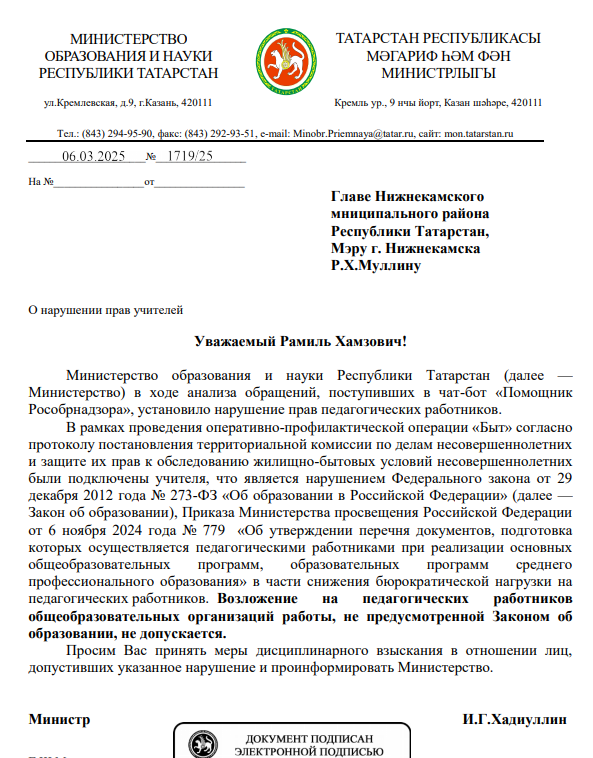 МИНИСТЕРСТВО
ОБРАЗОВАНИЯ И НАУКИ
РЕСПУБЛИКИ ТАТАРСТАН
ТАТАРСТАН РЕСПУБЛИКАСЫ
МӘГАРИФ ҺӘМ ФӘН
МИНИСТРЛЫГЫ
ТАТАРСТАН
ул.Кремлевская, д.9, г.Казань, 420111
Кремль ур., 9 нчы йорт, Казан шәһәре, 420111
Тел.: (843) 294-95-90, факс: (843) 292-93-51, e-mail: Minobr.Priemnaya@tatar.ru, сайт: mon.tatarstan.ru
06.03.2025 № 1719/25
На №_________________от_________________
Главе Нижнекамского
мниципального района
Республики Татарстан,
Мэру г. Нижнекамска
Р.Х.Муллину
О нарушении прав учителей
Уважаемый Рамиль Хамзович!
Министерство образования и науки Республики Татарстан (далее —
Министерство) в ходе анализа обращений, поступивших в чат-бот «Помощник
Рособрнадзора», установило нарушение прав педагогических работников.
В рамках проведения оперативно-профилактической операции «Быт» согласно
протоколу постановления территориальной комиссии по делам несовершеннолетних
и защите их прав к обследованию жилищно-бытовых условий несовершеннолетних
были подключены учителя, что является нарушением Федерального закона от 29
декабря 2012 года № 273-ФЗ «Об образовании в Российской Федерации» (далее —
Закон об образовании), Приказа Министерства просвещения Российской Федерации
от 6 ноября 2024 года № 779 «Об утверждении перечня документов, подготовка
которых осуществляется педагогическими работниками при реализации основных
общеобразовательных программ, образовательных программ среднего
профессионального образования» в части снижения бюрократической нагрузки на
педагогических работников. Возложение на педагогических работников
общеобразовательных организаций работы, не предусмотренной Законом об
образовании, не допускается.
Просим Вас принять меры дисциплинарного взыскания в отношении лиц,
допустивших указанное нарушение и проинформировать Министерство.
Министр И.Г.Хадиуллин
ДОКУМЕНТ ПОДПИСАН
ЭЛЕКТРОННОЙ ПОДПИСЬЮ